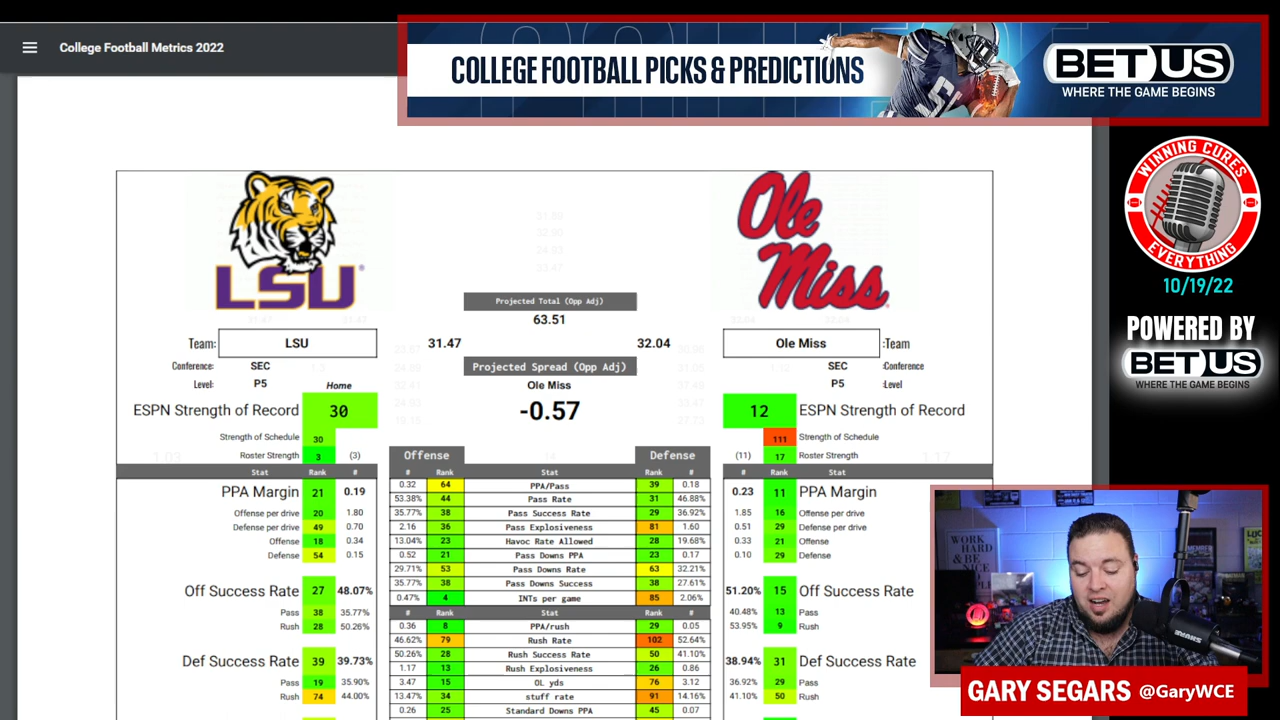 College Football Metrics 2022
COLLEGE FOOTBALL PICKS & PREDICTIONS
BETUS
WHERE THE GAME BEGINS
WINNING CURES
EVERYTHING
10/19/22
POWERED BY
BETUS
WHERE THE GAME BEGINS
LSU
Ole Miss
Projected Total (Opp Adj)
63.51
Team: LSU 31.47 32.04 Ole Miss :Team
Conference: SEC Projected Spread (Opp Adj) SEC :Conference
Level: P5 Home Ole Miss P5 :Level
ESPN Strength of Record 30 -0.57 12 ESPN Strength of Record
Strength of Schedule 30 111 Strength of Schedule
Roster Strength 3 (3) Offense Defense (11) 17 Roster Strength
Stat Rank # # Rank Stat Rank # # Rank Stat
0.32 64 PPA/Pass 39 0.18
PPA Margin 21 0.19 53.38% 44 Pass Rate 31 46.88% 0.23 11 PPA Margin
Offense per drive 20 1.80 35.77% 38 Pass Success Rate 29 36.92% 1.85 16 Offense per drive
Defense per drive 49 0.70 2.16 36 Pass Explosiveness 81 1.60 0.51 29 Defense per drive
Offense 18 0.34 13.04% 23 Havoc Rate Allowed 28 19.68% 0.33 21 Offense
Defense 54 0.15 0.52 21 Pass Downs PPA 23 0.17 0.10 29 Defense
29.71% 53 Pass Downs Rate 63 32.21%
Off Success Rate 27 48.07% 35.77% 38 Pass Downs Success 38 27.61% 51.20% 15 Off Success Rate
0.47% 4 INTs per game 85 2.06%
Pass 38 35.77% # Rank Stat Rank # 40.48% 13 Pass
Rush 28 50.26% 0.36 8 PPA/rush 29 0.05 53.95% 9 Rush
46.62% 79 Rush Rate 102 52.64%
50.26% 28 Rush Success Rate 50 41.10%
Def Success Rate 39 39.73% 1.17 13 Rush Explosiveness 26 0.86 38.94% 31 Def Success Rate
Pass 19 35.90% 3.47 15 OL yds 76 3.12 36.92% 29 Pass
Rush 74 44.00% 13.47% 34 stuff rate 91 14.16% 41.10% 50 Rush
0.26 25 Standard Downs PPA 45 0.07
WORK
HARD
& BE
GARY SEGARS @GaryWCE